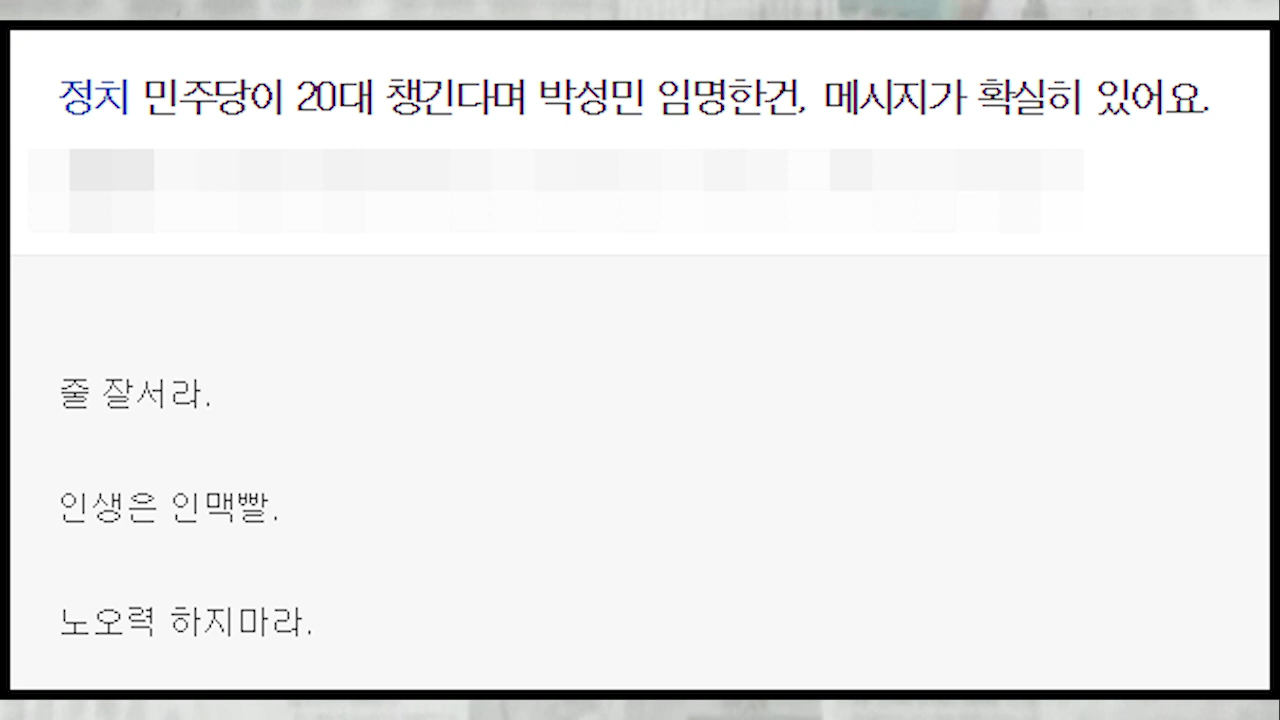 정치 민주당이 20대 챙긴다며 박성민 임명한건, 메시지가 확실히 있어요.
줄 잘서라.
인생은 인맥빨.
노오력 하지마라.